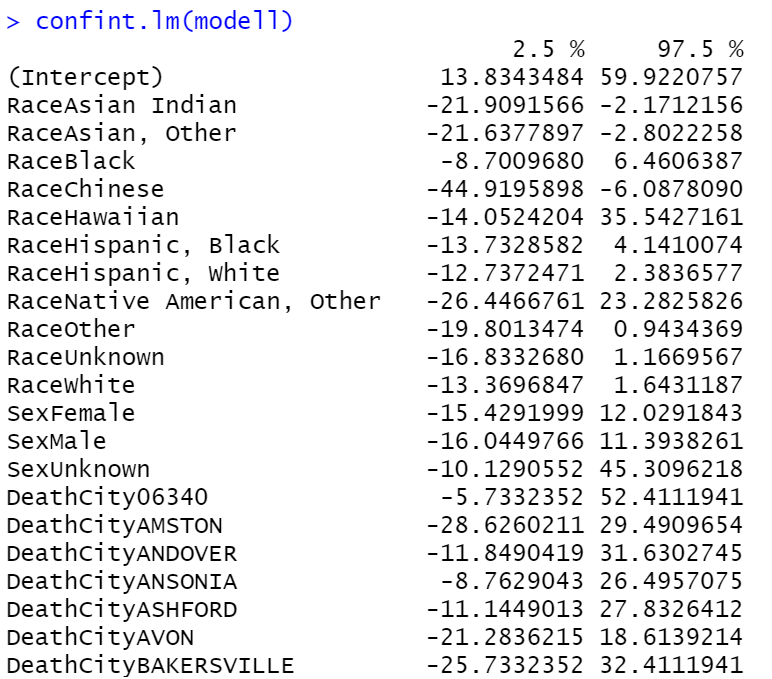 > confint.lm(modell)
2.5 % 97.5 %
(Intercept) 13.8343484 59.9220757
RaceAsian Indian -21.9091566 -2.1712156
RaceAsian, Other -21.6377897 -2.8022258
RaceBlack -8.7009680 6.4606387
RaceChinese -44.9195898 -6.0878090
RaceHawaiian -14.0524204 35.5427161
RaceHispanic, Black -13.7328582 4.1410074
RaceHispanic, White -12.7372471 2.3836577
RaceNative American, Other -26.4466761 23.2825826
RaceOther -19.8013474 0.9434369
RaceUnknown -16.8332680 1.1669567
RaceWhite -13.3696847 1.6431187
SexFemale -15.4291999 12.0291843
SexMale -16.0449766 11.3938261
SexUnknown -10.1290552 45.3096218
DeathCity06340 -5.7332352 52.4111941
DeathCityAMSTON -28.6260211 29.4909654
DeathCityANDOVER -11.8490419 31.6302745
DeathCityANSONIA -8.7629043 26.4957075
DeathCityASHFORD -11.1449013 27.8326412
DeathCityAVON -21.2836215 18.6139214
DeathCityBAKERSVILLE -25.7332352 32.4111941